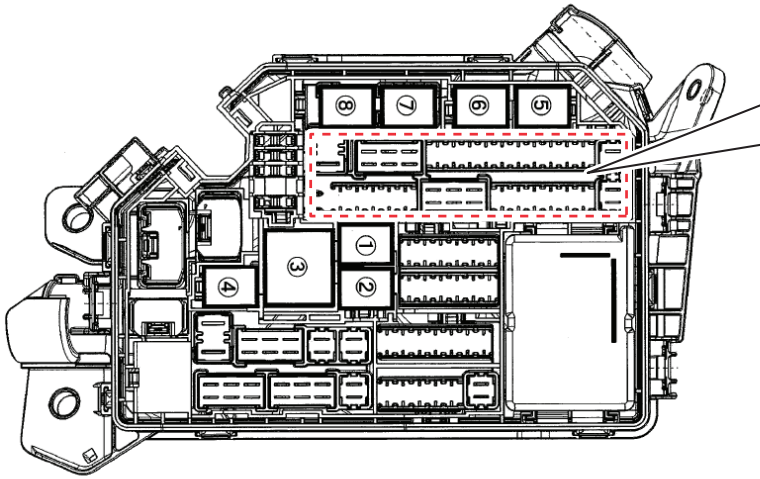 ⑧ ⑦ ⑥ ⑤
①
③
④ ②